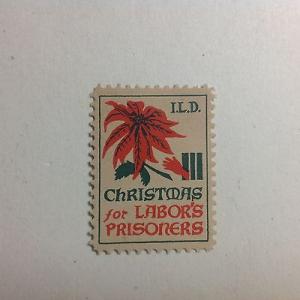 I.L.D.
CHRISTMAS
for LABOR'S
PRISONERS